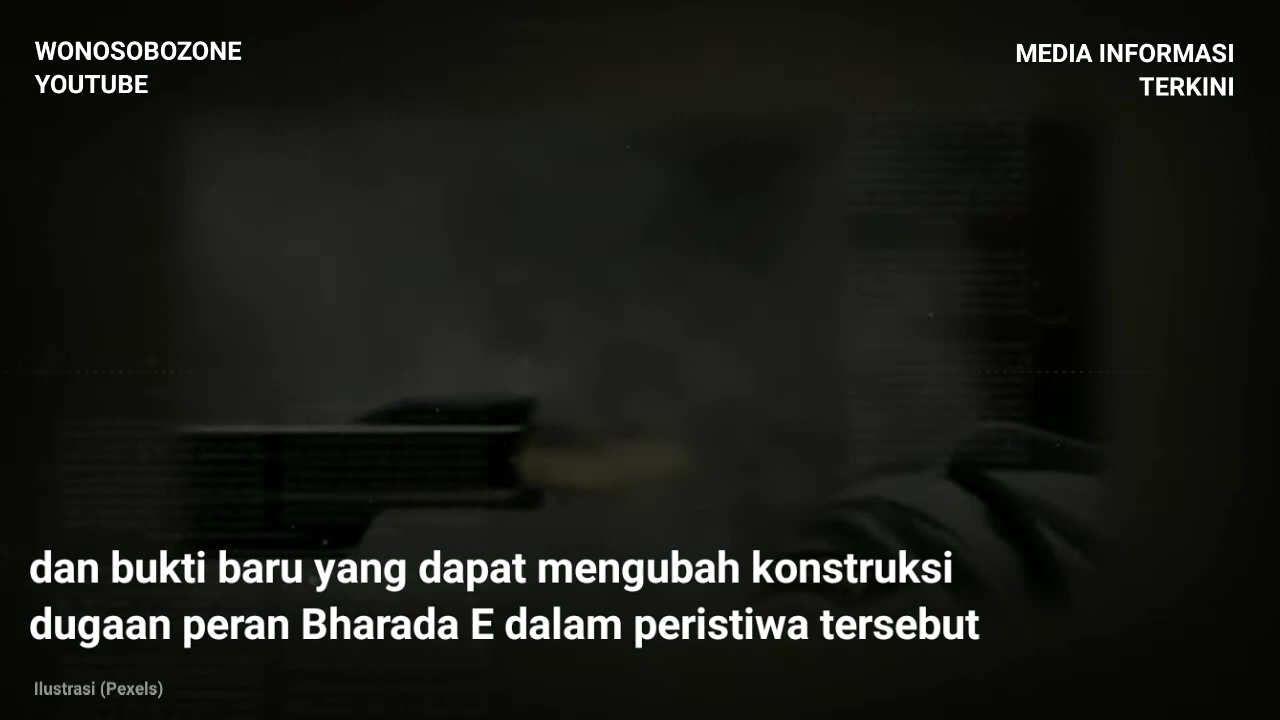 WONOSOBOZONE
YOUTUBE
MEDIA INFORMASI
TERKINI
dan bukti baru yang dapat mengubah konstruksi
dugaan peran Bharada E dalam peristiwa tersebut
Ilustrasi (Pexels)